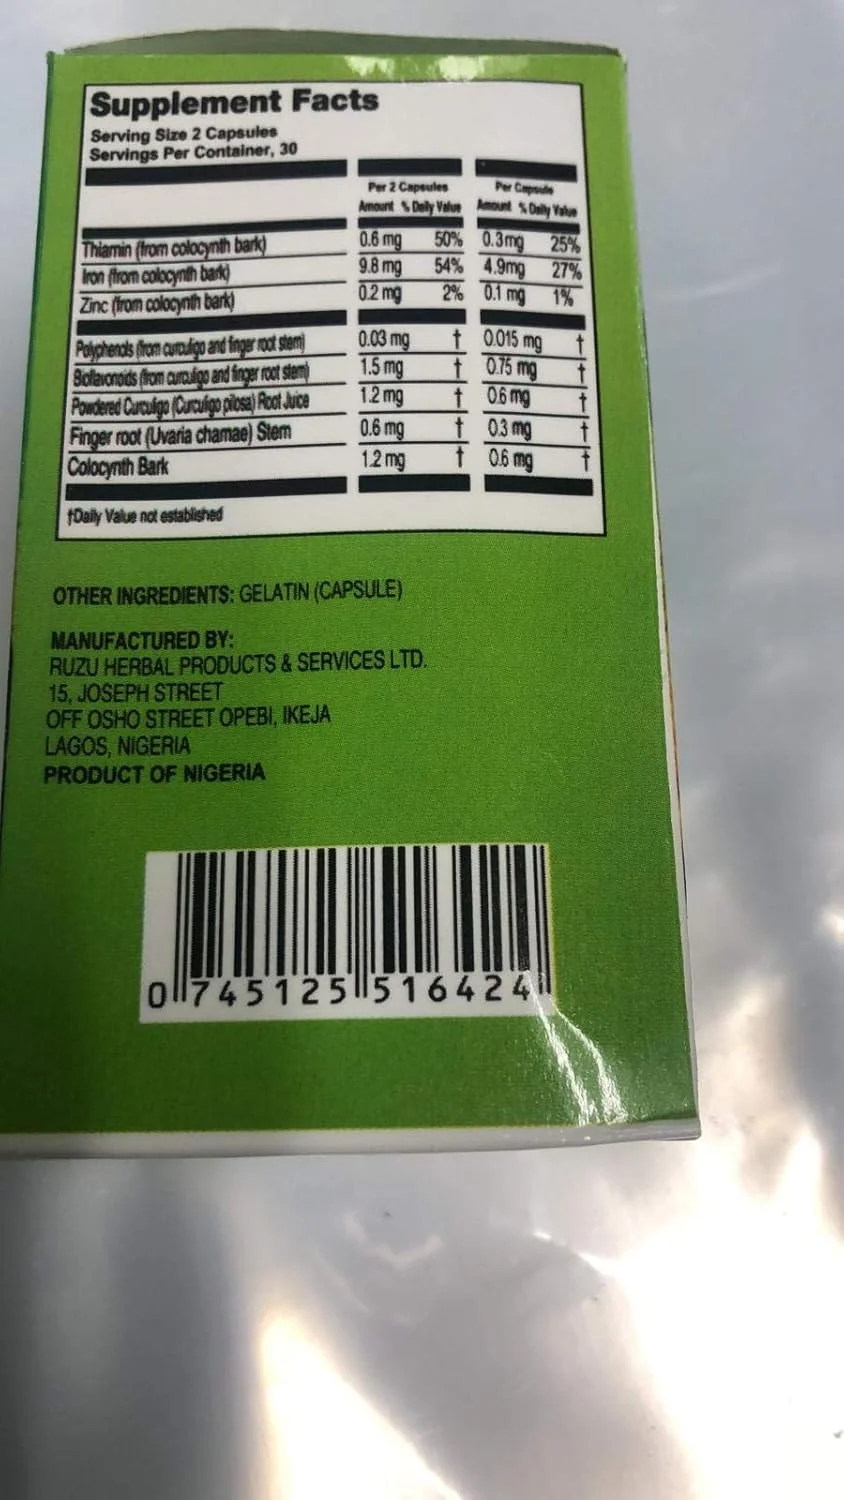 Supplement Facts
Serving Size 2 Capsules
Servings Per Container, 30
Per 2 Capsules Per Capsule
Amount % Daily Value Amount % Daily Value
Thiamin (from colocynth bark) 0.6 mg 50% 0.3mg 25%
Iron (from colocynth bark) 9.8 mg 54% 4.9mg 27%
Zinc (from colocynth bark) 0.2 mg 2% 0.1 mg 1%
Polyphenols (from curculigo and finger root stem) 0.03 mg † 0.015 mg †
Bioflavonoids (from curculigo and finger root stem) 1.5 mg † 0.75 mg †
Powdered Curculigo (Curculigo pilosa) Root Juice 1.2 mg † 0.6 mg †
Finger root (Uvaria chamae) Stem 0.6 mg † 0.3 mg †
Colocynth Bark 1.2 mg † 0.6 mg †
†Daily Value not established
OTHER INGREDIENTS: GELATIN (CAPSULE)
MANUFACTURED BY:
RUZU HERBAL PRODUCTS & SERVICES LTD.
15, JOSEPH STREET
OFF OSHO STREET OPEBI, IKEJA
LAGOS, NIGERIA
PRODUCT OF NIGERIA
0 745125 516424